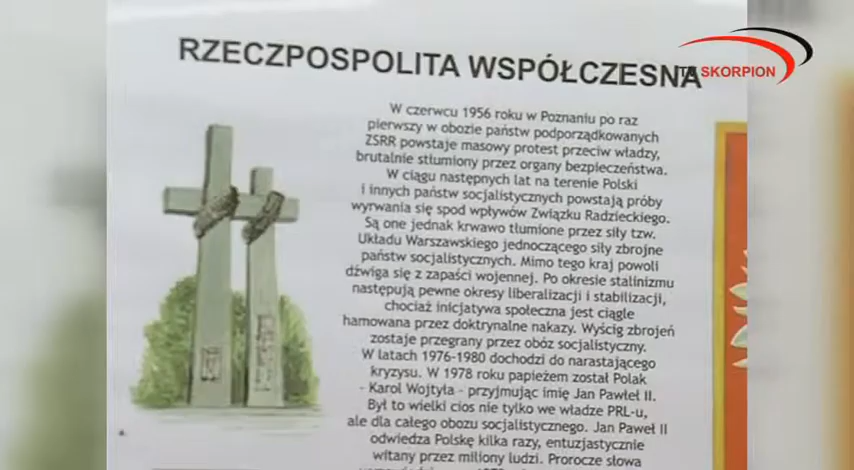 RZECZPOSPOLITA WSPÓŁCZESNA
SKORPION
W czerwcu 1956 roku w Poznaniu po raz
pierwszy w obozie państw podporządkowanych
ZSRR powstaje masowy protest przeciw władzy,
brutalnie stłumiony przez organy bezpieczeństwa.
W ciągu następnych lat na terenie Polski
i innych państw socjalistycznych powstają próby
wyrwania się spod wpływów Związku Radzieckiego.
Są one jednak krwawo tłumione przez siły tzw.
Układu Warszawskiego jednoczącego siły zbrojne
państw socjalistycznych. Mimo tego kraj powoli
dźwiga się z zapaści wojennej. Po okresie stalinizmu
następują pewne okresy liberalizacji i stabilizacji,
chociaż inicjatywa społeczna jest ciągle
hamowana przez doktrynalne nakazy. Wyścig zbrojeń
zostaje przegrany przez obóz socjalistyczny.
W latach 1976-1980 dochodzi do narastającego
kryzysu. W 1978 roku papieżem został Polak
- Karol Wojtyła - przyjmując imię Jan Paweł II.
Był to wielki cios nie tylko we władze PRL-u,
ale dla całego obozu socjalistycznego. Jan Paweł II
odwiedza Polskę kilka razy, entuzjastycznie
witany przez miliony ludzi. Prorocze słowa